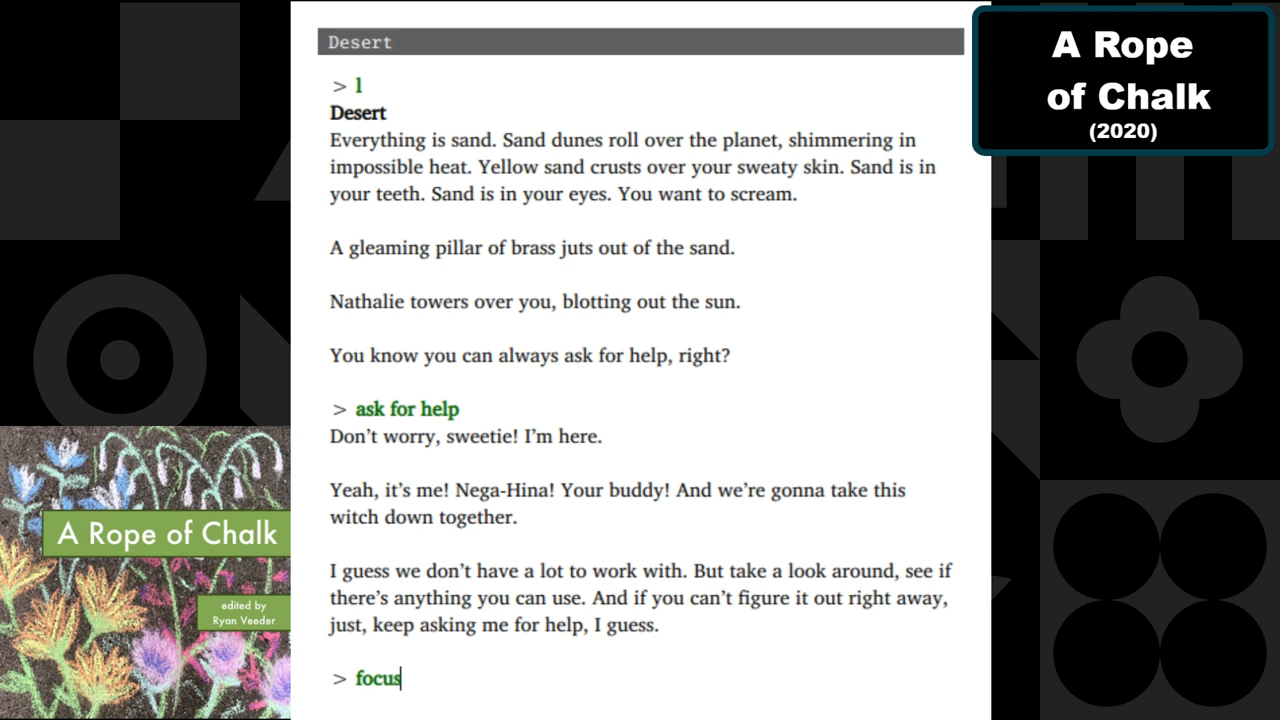 Desert
> l
Desert
Everything is sand. Sand dunes roll over the planet, shimmering in
impossible heat. Yellow sand crusts over your sweaty skin. Sand is in
your teeth. Sand is in your eyes. You want to scream.
A gleaming pillar of brass juts out of the sand.
Nathalie towers over you, blotting out the sun.
You know you can always ask for help, right?
> ask for help
Don’t worry, sweetie! I’m here.
Yeah, it’s me! Nega-Hina! Your buddy! And we’re gonna take this
witch down together.
I guess we don’t have a lot to work with. But take a look around, see if
there’s anything you can use. And if you can’t figure it out right away,
just, keep asking me for help, I guess.
> focus
A Rope
of Chalk
(2020)
A Rope of Chalk
edited by
Ryan Veeder